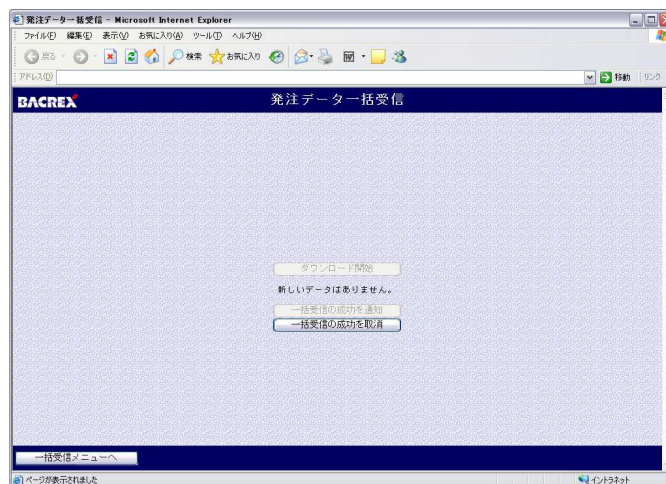 発注データ一括受信 - Microsoft Internet Explorer
ファイル(F) 編集(E) 表示(V) お気に入り(A) ツール(T) ヘルプ(H)
戻る 検索 お気に入り
アドレス(D) 移動 リンク
BACREX 発注データ一括受信
ダウンロード開始
新しいデータはありません。
一括受信の成功を通知
一括受信の成功を取消
一括受信メニューへ
ページが表示されました イントラネット